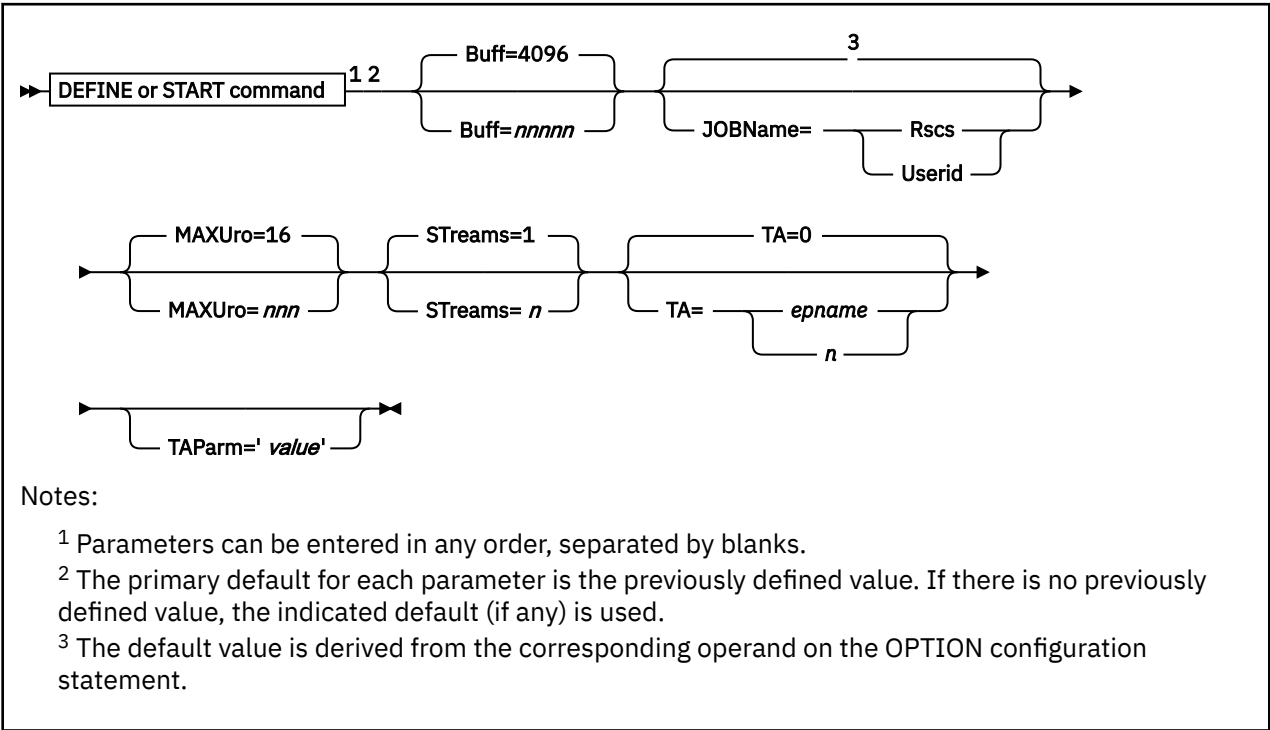 Buff=4096
3
DEFINE or START command 1 2
Buff=nnnnn
JOBName=
Rscs
Userid
MAXUro=16
STreams=1
TA=0
MAXUro= nnn
STreams= n
TA=
epname
n
TAParm=' value'
Notes:
1 Parameters can be entered in any order, separated by blanks.
2 The primary default for each parameter is the previously defined value. If there is no previously
defined value, the indicated default (if any) is used.
3 The default value is derived from the corresponding operand on the OPTION configuration
statement.